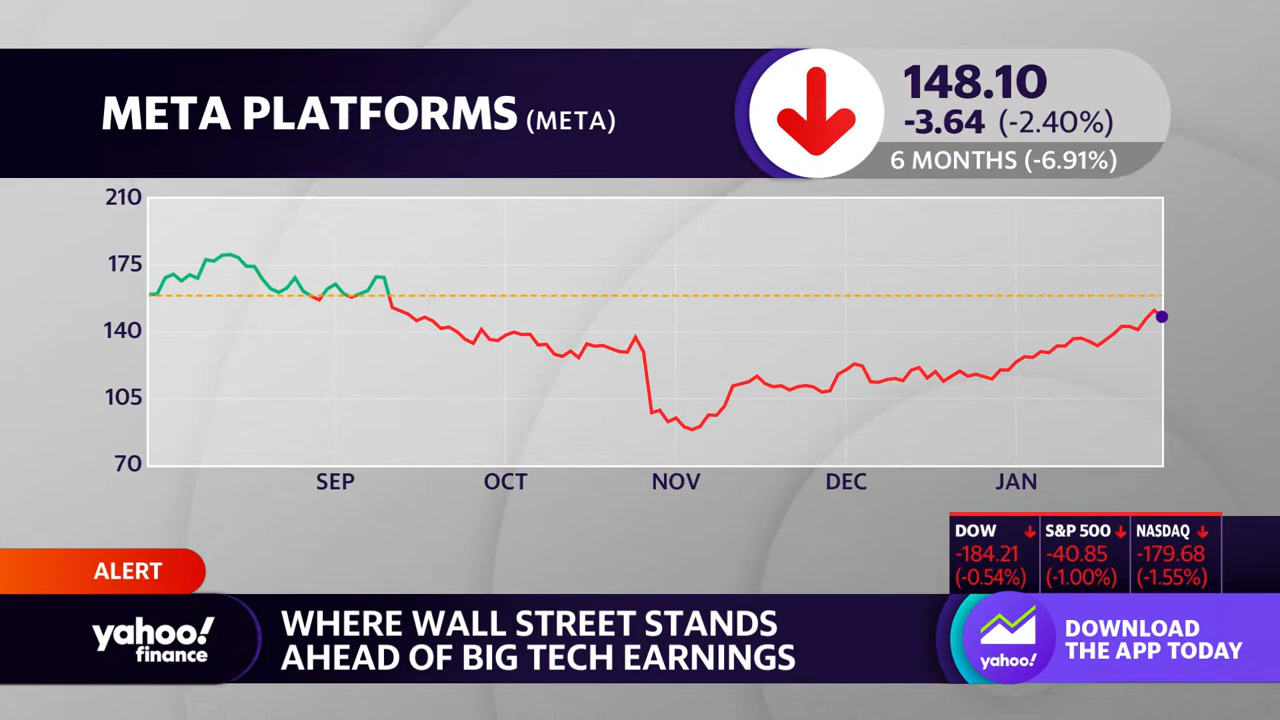 META PLATFORMS (META)
148.10
-3.64 (-2.40%)
6 MONTHS (-6.91%)
210
175
140
105
70
SEP OCT NOV DEC JAN
DOW S&P 500 NASDAQ
-184.21 -40.85 -179.68
(-0.54%) (-1.00%) (-1.55%)
ALERT
yahoo!
finance
WHERE WALL STREET STANDS
AHEAD OF BIG TECH EARNINGS
yahoo!
DOWNLOAD
THE APP TODAY